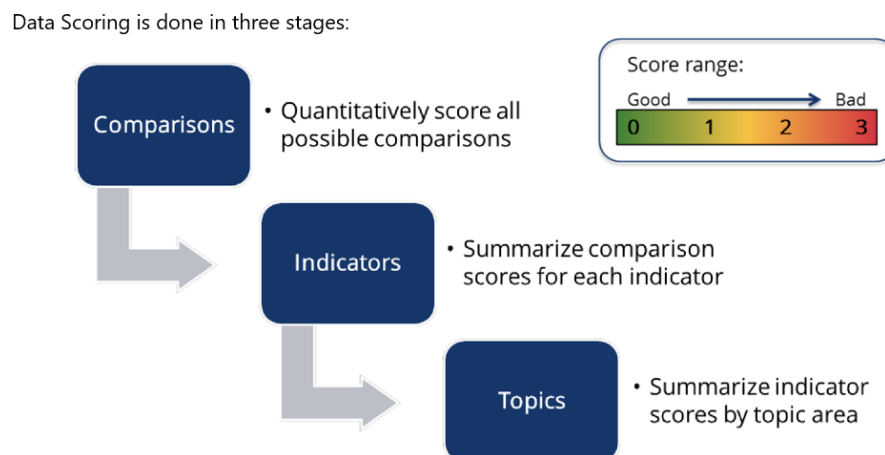 Data Scoring is done in three stages:
Score range:
Good Bad
0 1 2 3
Comparisons
• Quantitatively score all
possible comparisons
Indicators
• Summarize comparison
scores for each indicator
Topics
• Summarize indicator
scores by topic area